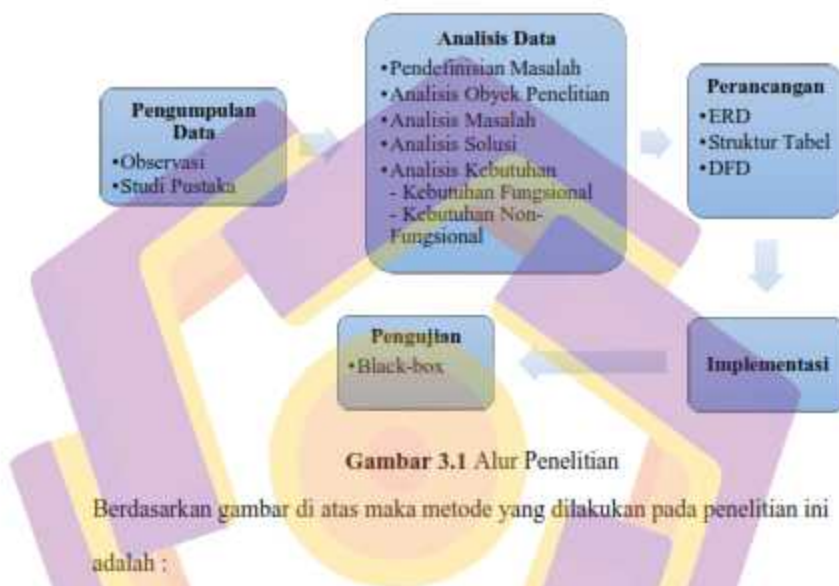 Pengumpulan
Data
•Observasi
•Studi Pustaka
Analisis Data
•Pendefinisian Masalah
•Analisis Obyek Penelitian
•Analisis Masalah
•Analisis Solusi
•Analisis Kebutuhan
- Kebutuhan Fungsional
- Kebutuhan Non-
Fungsional
Perancangan
•ERD
•Struktur Tabel
•DFD
Implementasi
Pengujian
•Black-box
Gambar 3.1 Alur Penelitian
Berdasarkan gambar di atas maka metode yang dilakukan pada penelitian ini
adalah :